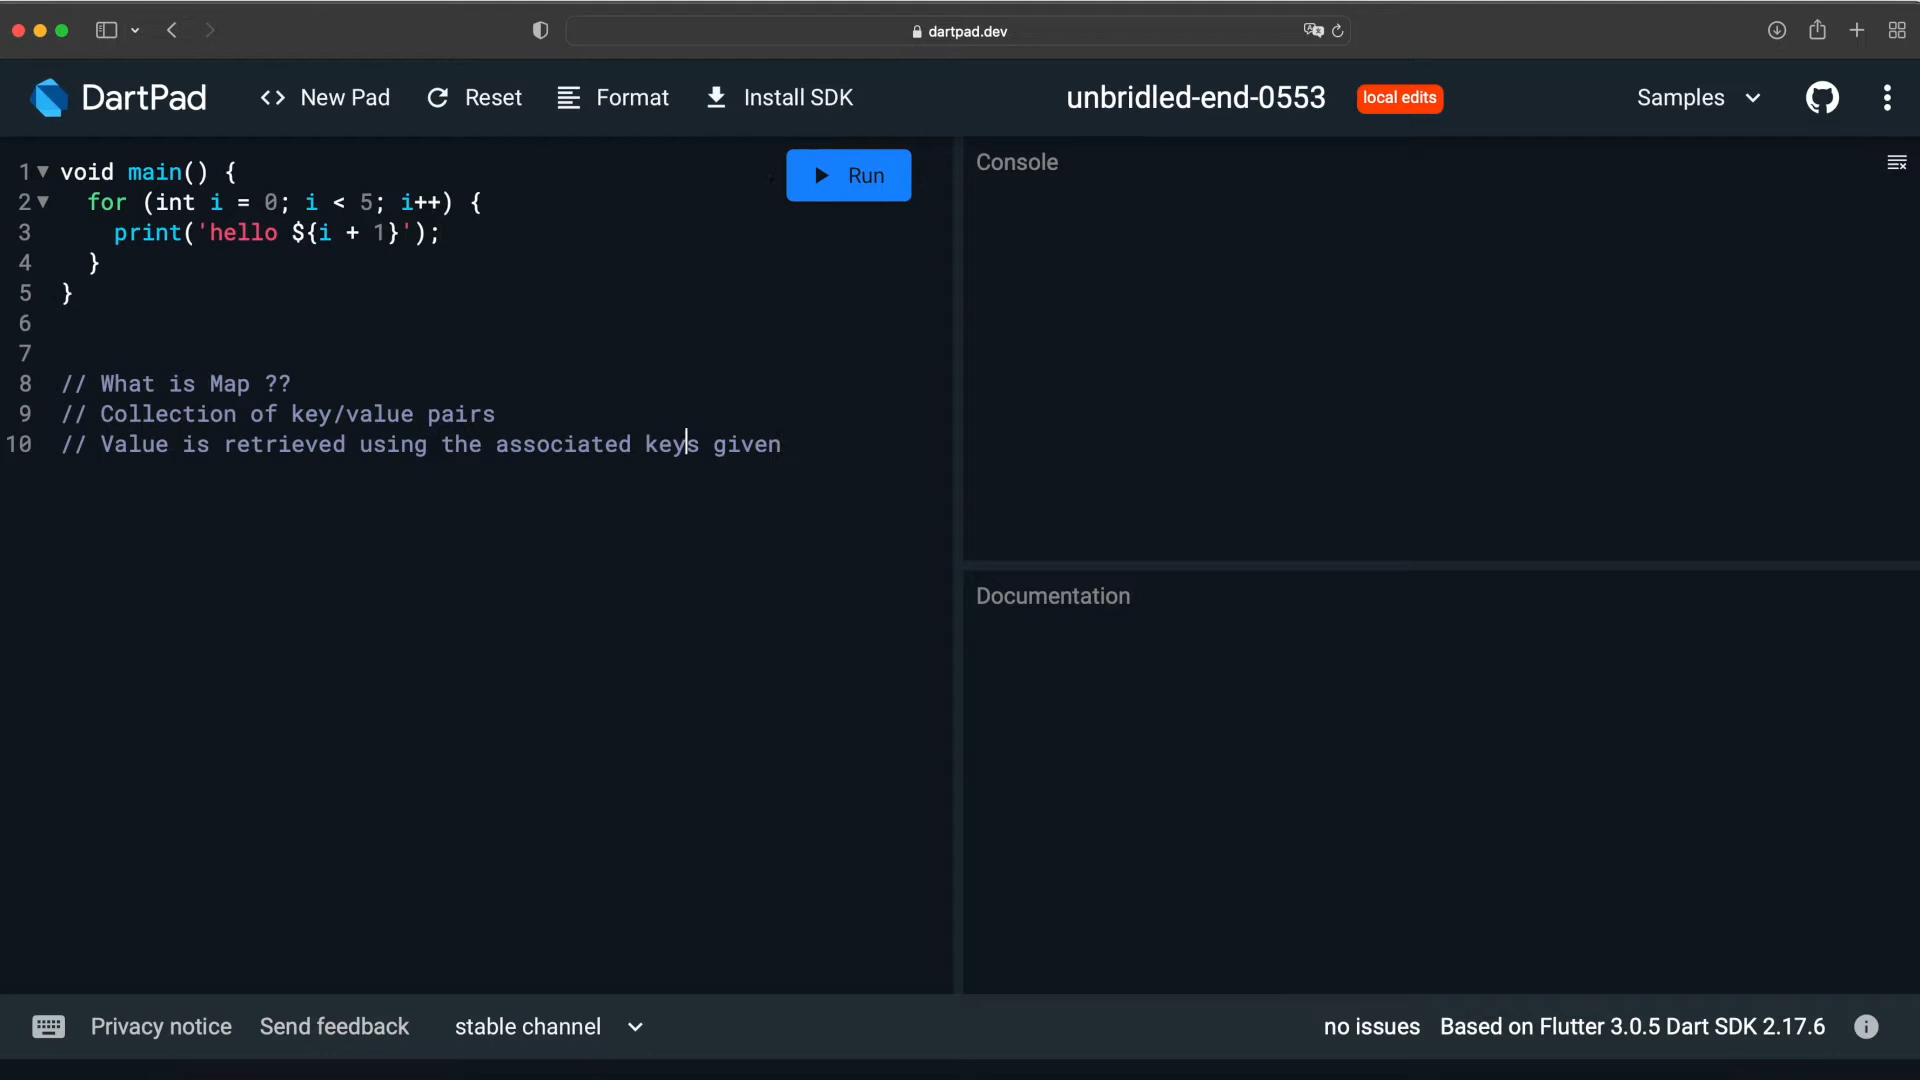 dartpad.dev
DartPad <> New Pad Reset Format Install SDK unbridled-end-0553 local edits Samples
1 void main() {
2 for (int i = 0; i < 5; i++) {
3 print('hello ${i + 1}');
4 }
5 }
6
7
8 // What is Map ??
9 // Collection of key/value pairs
10 // Value is retrieved using the associated keys given
Run
Console
Documentation
Privacy notice Send feedback stable channel no issues Based on Flutter 3.0.5 Dart SDK 2.17.6